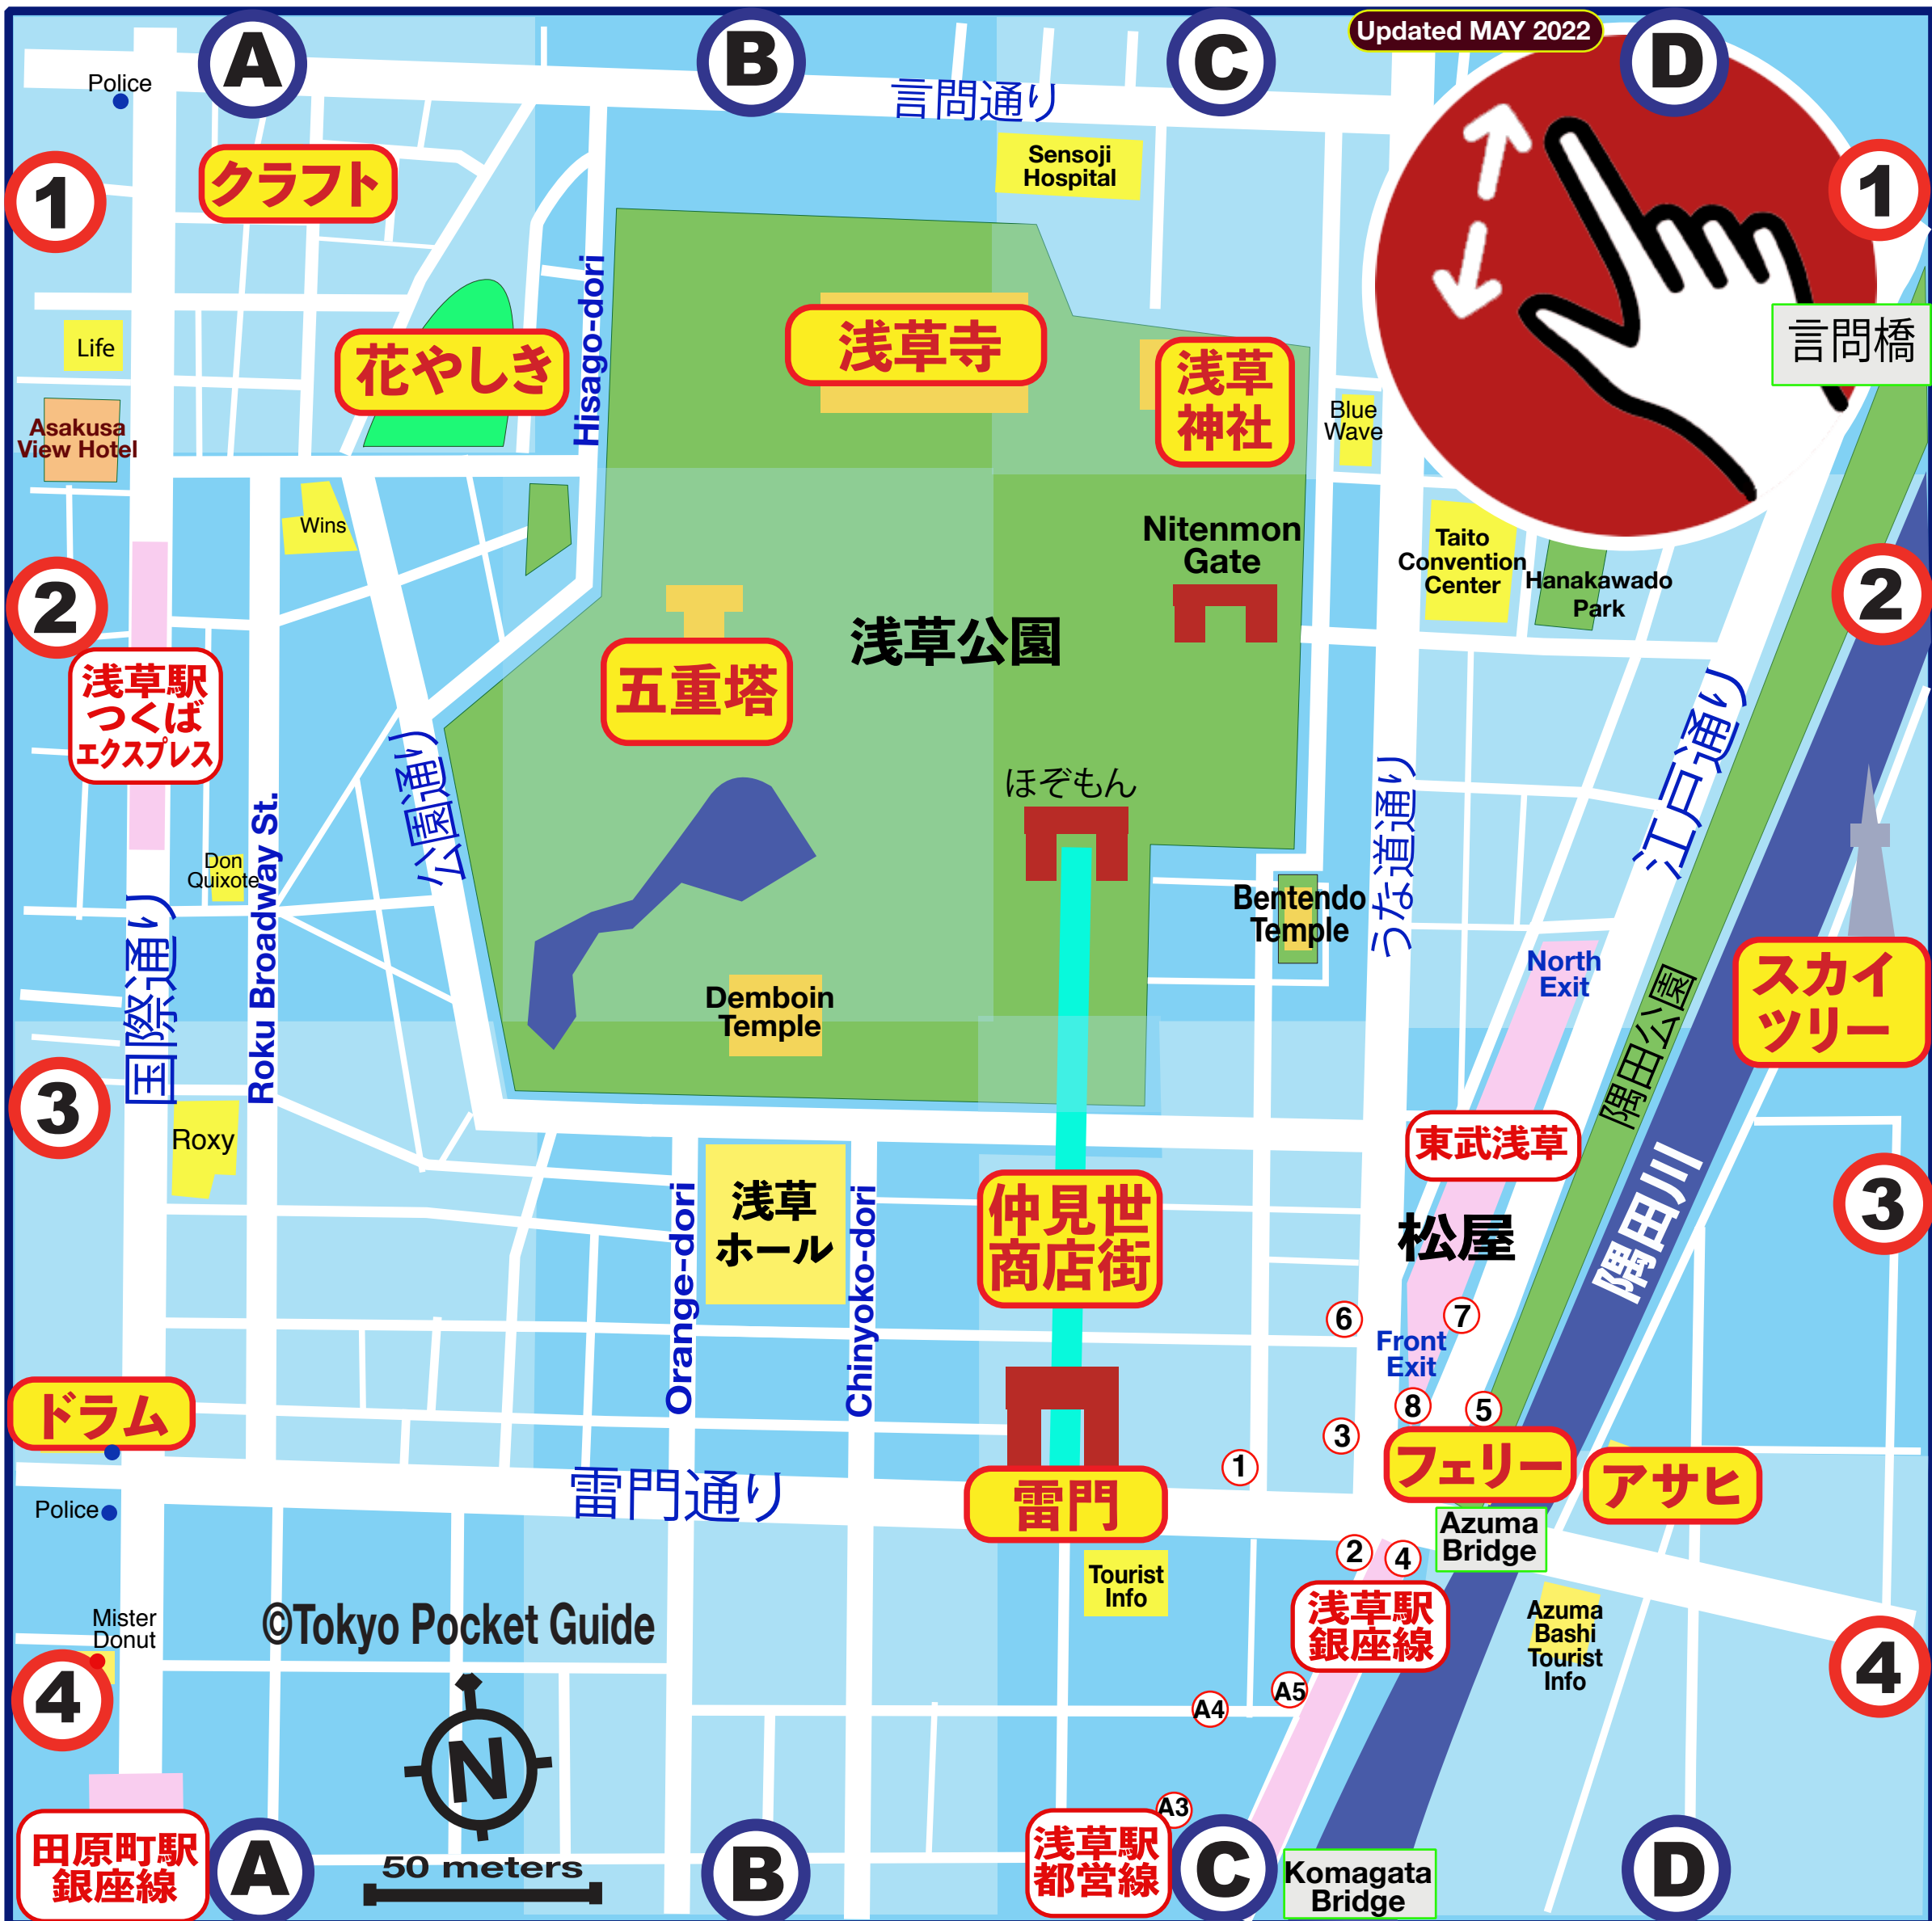 Updated MAY 2022
A
B
C
D
Police
言問通り
クラフト
Sensoji
Hospital
1
1
Hisago-dori
Life
花やしき
浅草寺
浅草
神社
言問橋
Blue
Wave
Asakusa
View Hotel
Wins
Nitenmon
Gate
Taito
Convention
Center
Hanakawado
Park
2
2
浅草公園
浅草駅
つくば
エクスプレス
五重塔
公園通り
ほぞもん
うな道通り
江戸通り
Don
Quixote
Roku Broadway St.
国際通り
Bentendo
Temple
North
Exit
スカイ
ツリー
Demboin
Temple
隅田公園
3
3
Roxy
東武浅草
隅田川
浅草
ホール
Orange-dori
Chinyoko-dori
仲見世
商店街
松屋
6
7
Front
Exit
8
5
ドラム
3
1
フェリー
アサヒ
雷門通り
雷門
Police
Azuma
Bridge
2
4
Tourist
Info
浅草駅
銀座線
Azuma
Bashi
Tourist
Info
Mister
Donut
©Tokyo Pocket Guide
4
4
A5
A4
N
A3
田原町駅
銀座線
50 meters
浅草駅
都営線
Komagata
Bridge
A
B
C
D